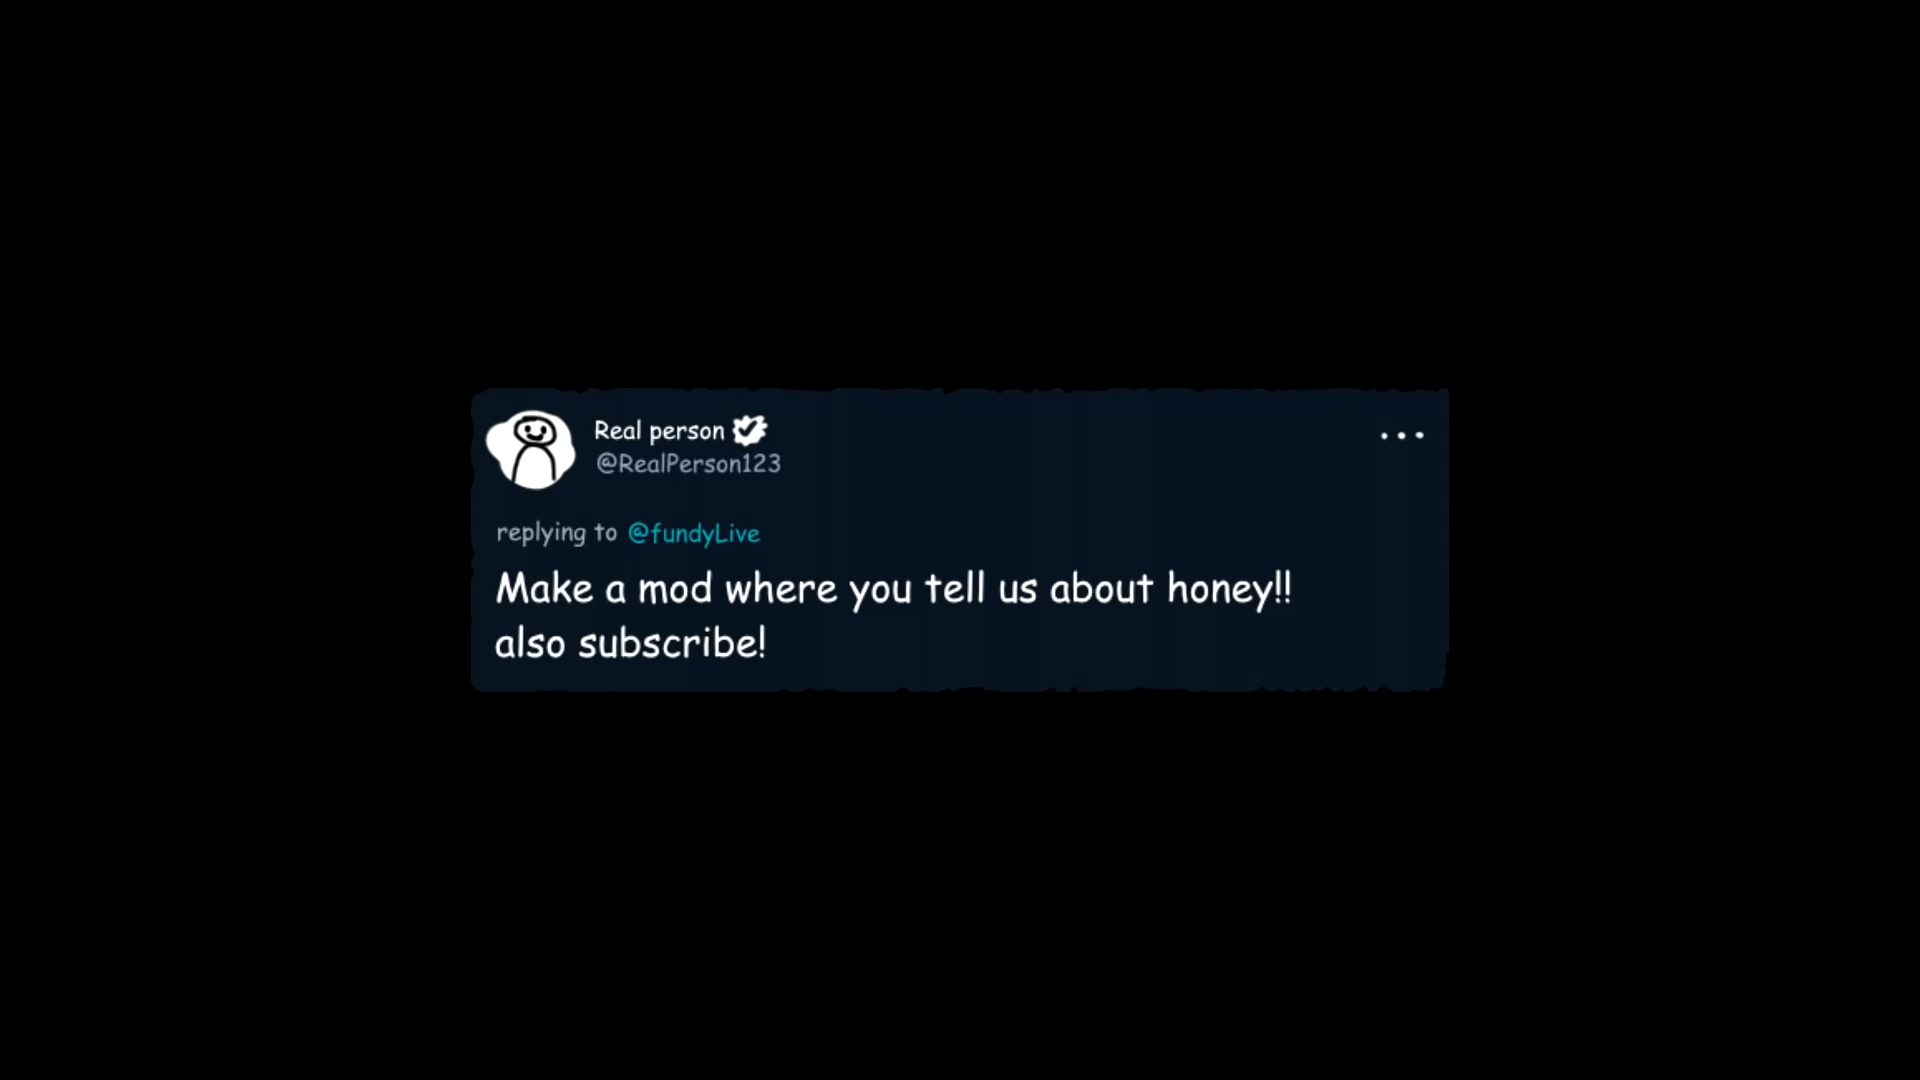 Real person
@RealPerson123
replying to @fundyLive
Make a mod where you tell us about honey!!
also subscribe!